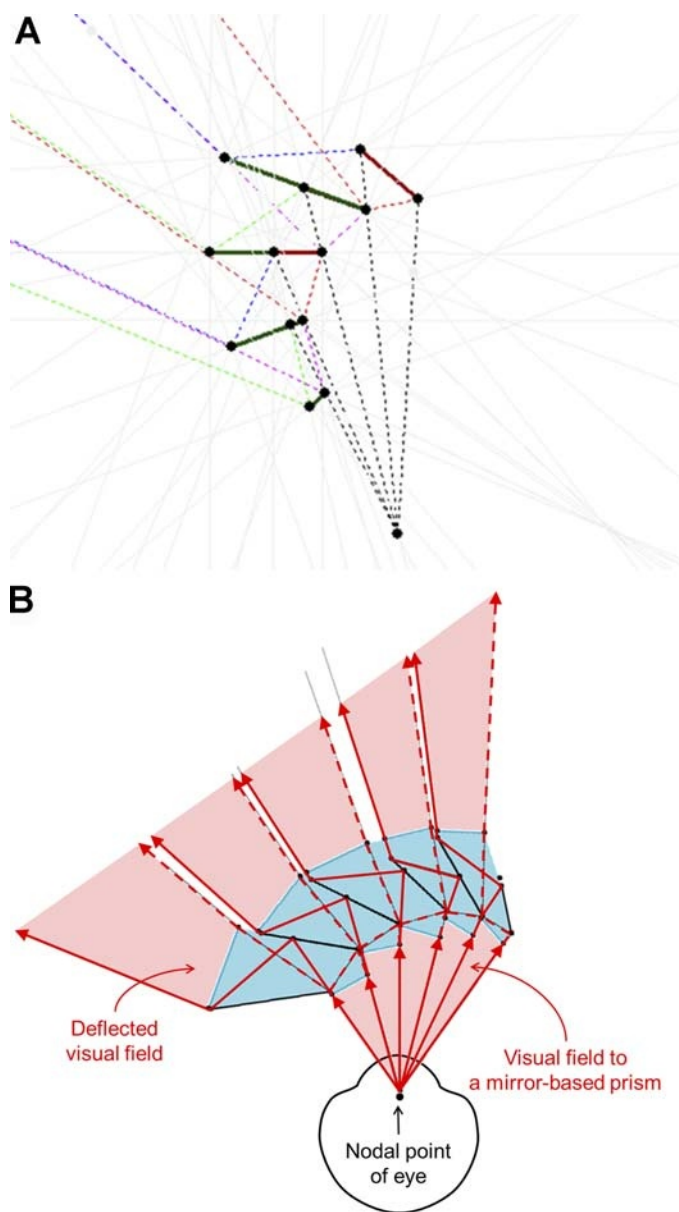 A
B
Deflected
visual field
Visual field to
a mirror-based prism
Nodal point
of eye